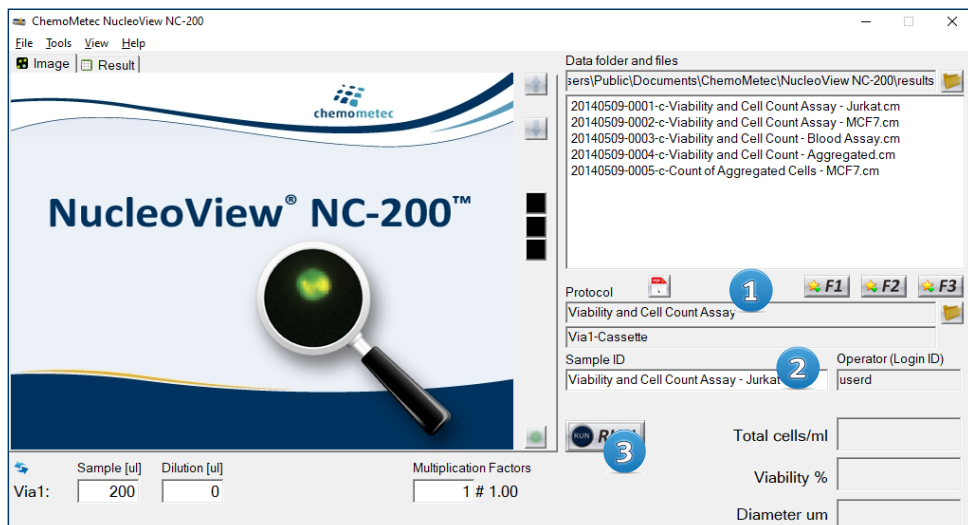 ChemoMetec NucleoView NC-200
File Tools View Help
Image Result
chemometec
NucleoView® NC-200™
Data folder and files
sers\Public\Documents\ChemoMetec\NucleoView NC-200\results
20140509-0001-c-Viability and Cell Count Assay - Jurkat.cm
20140509-0002-c-Viability and Cell Count Assay - MCF7.cm
20140509-0003-c-Viability and Cell Count- Blood Assay.cm
20140509-0004-c-Viability and Cell Count- Aggregated.cm
20140509-0005-c-Count of Aggregated Cells - MCF7.cm
Protocol 1 F1 F2 F3
Viability and Cell Count Assay
Via1-Cassette
Sample ID Operator (Login ID)
Viability and Cell Count Assay - Jurkat 2 userd
RUN 3
Total cells/ml
Viability %
Diameter um
Sample [ul] Dilution [ul] Multiplication Factors
Via1: 200 0 1 # 1.00